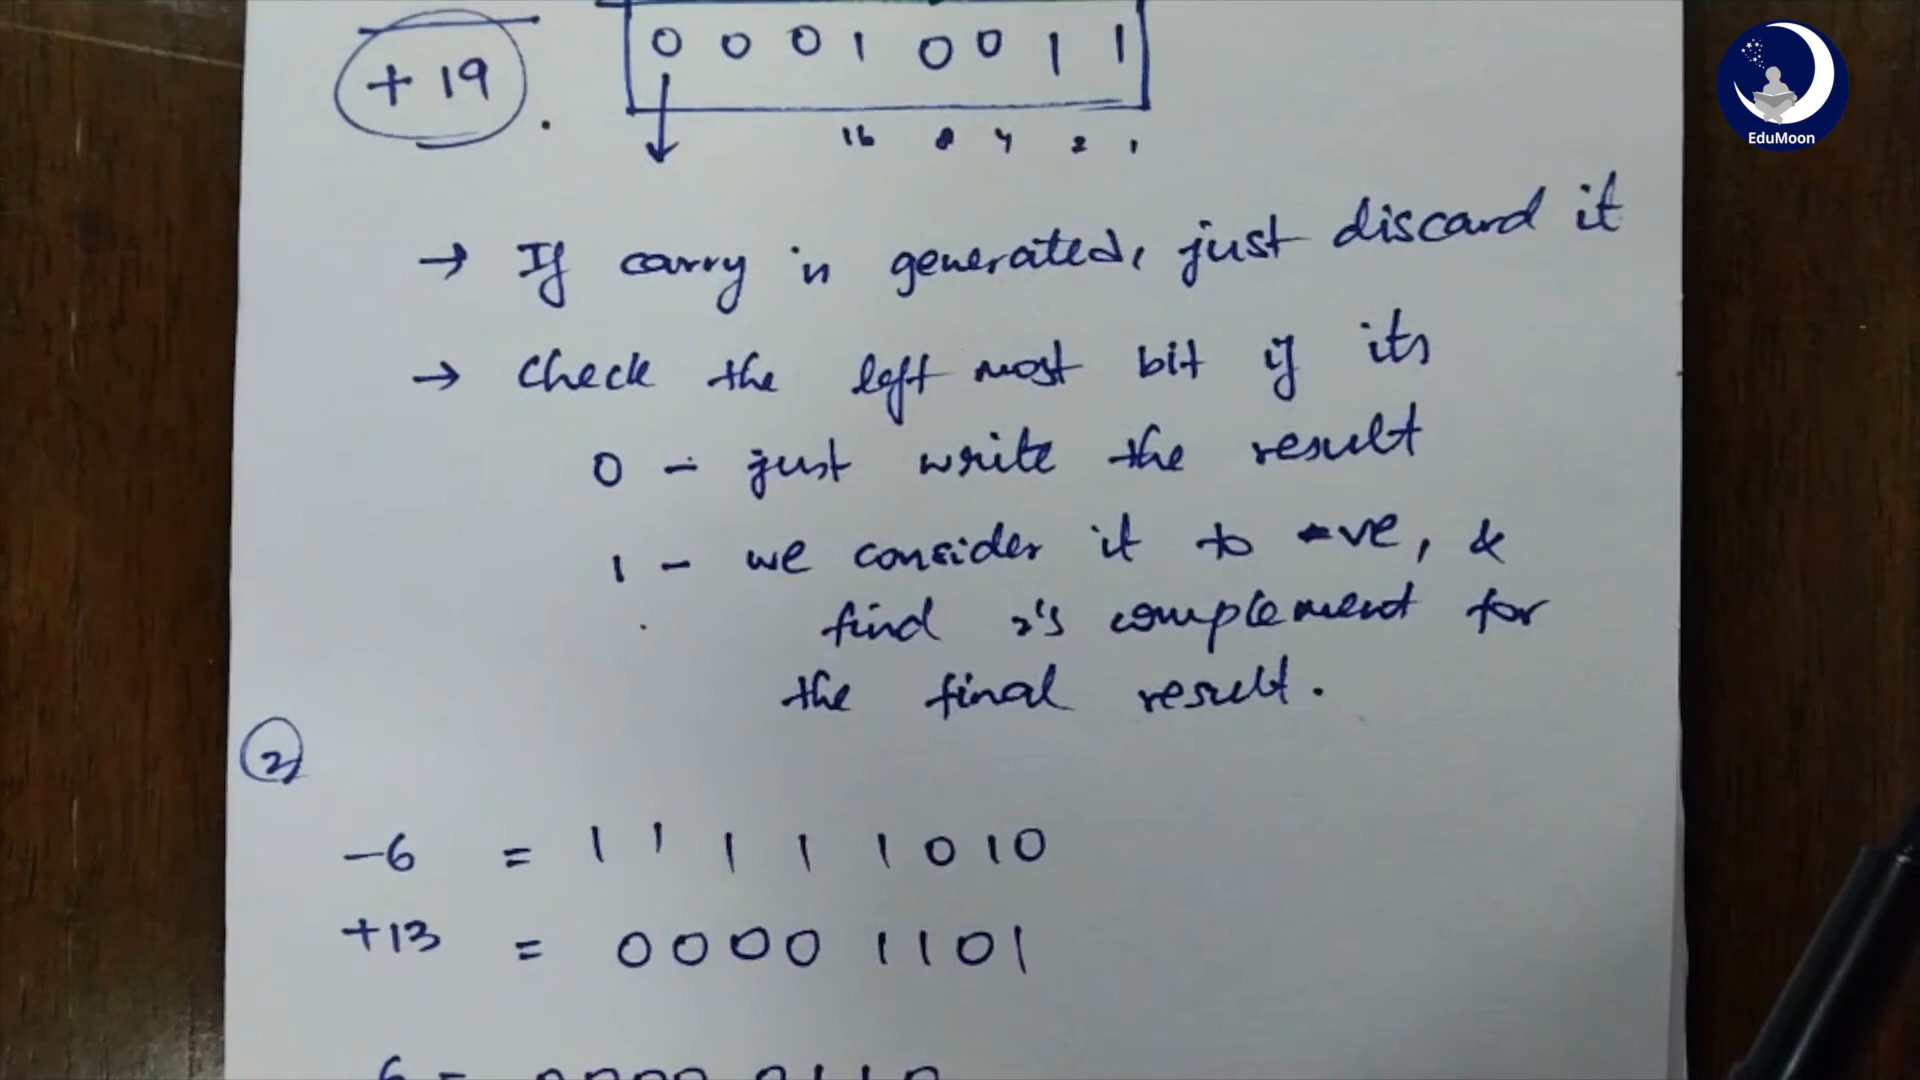 +19
0 0 0 1 0 0 1 1
16 8 4 2 1
EduMoon
→ If carry is generated, just discard it
→ Check the left most bit if its
0 - just write the result
1 - we consider it to -ve, &
find 2's complement for
the final result.
2)
-6 = 1 1 1 1 1 0 1 0
+13 = 0 0 0 0 1 1 0 1
6 = 0000 0110